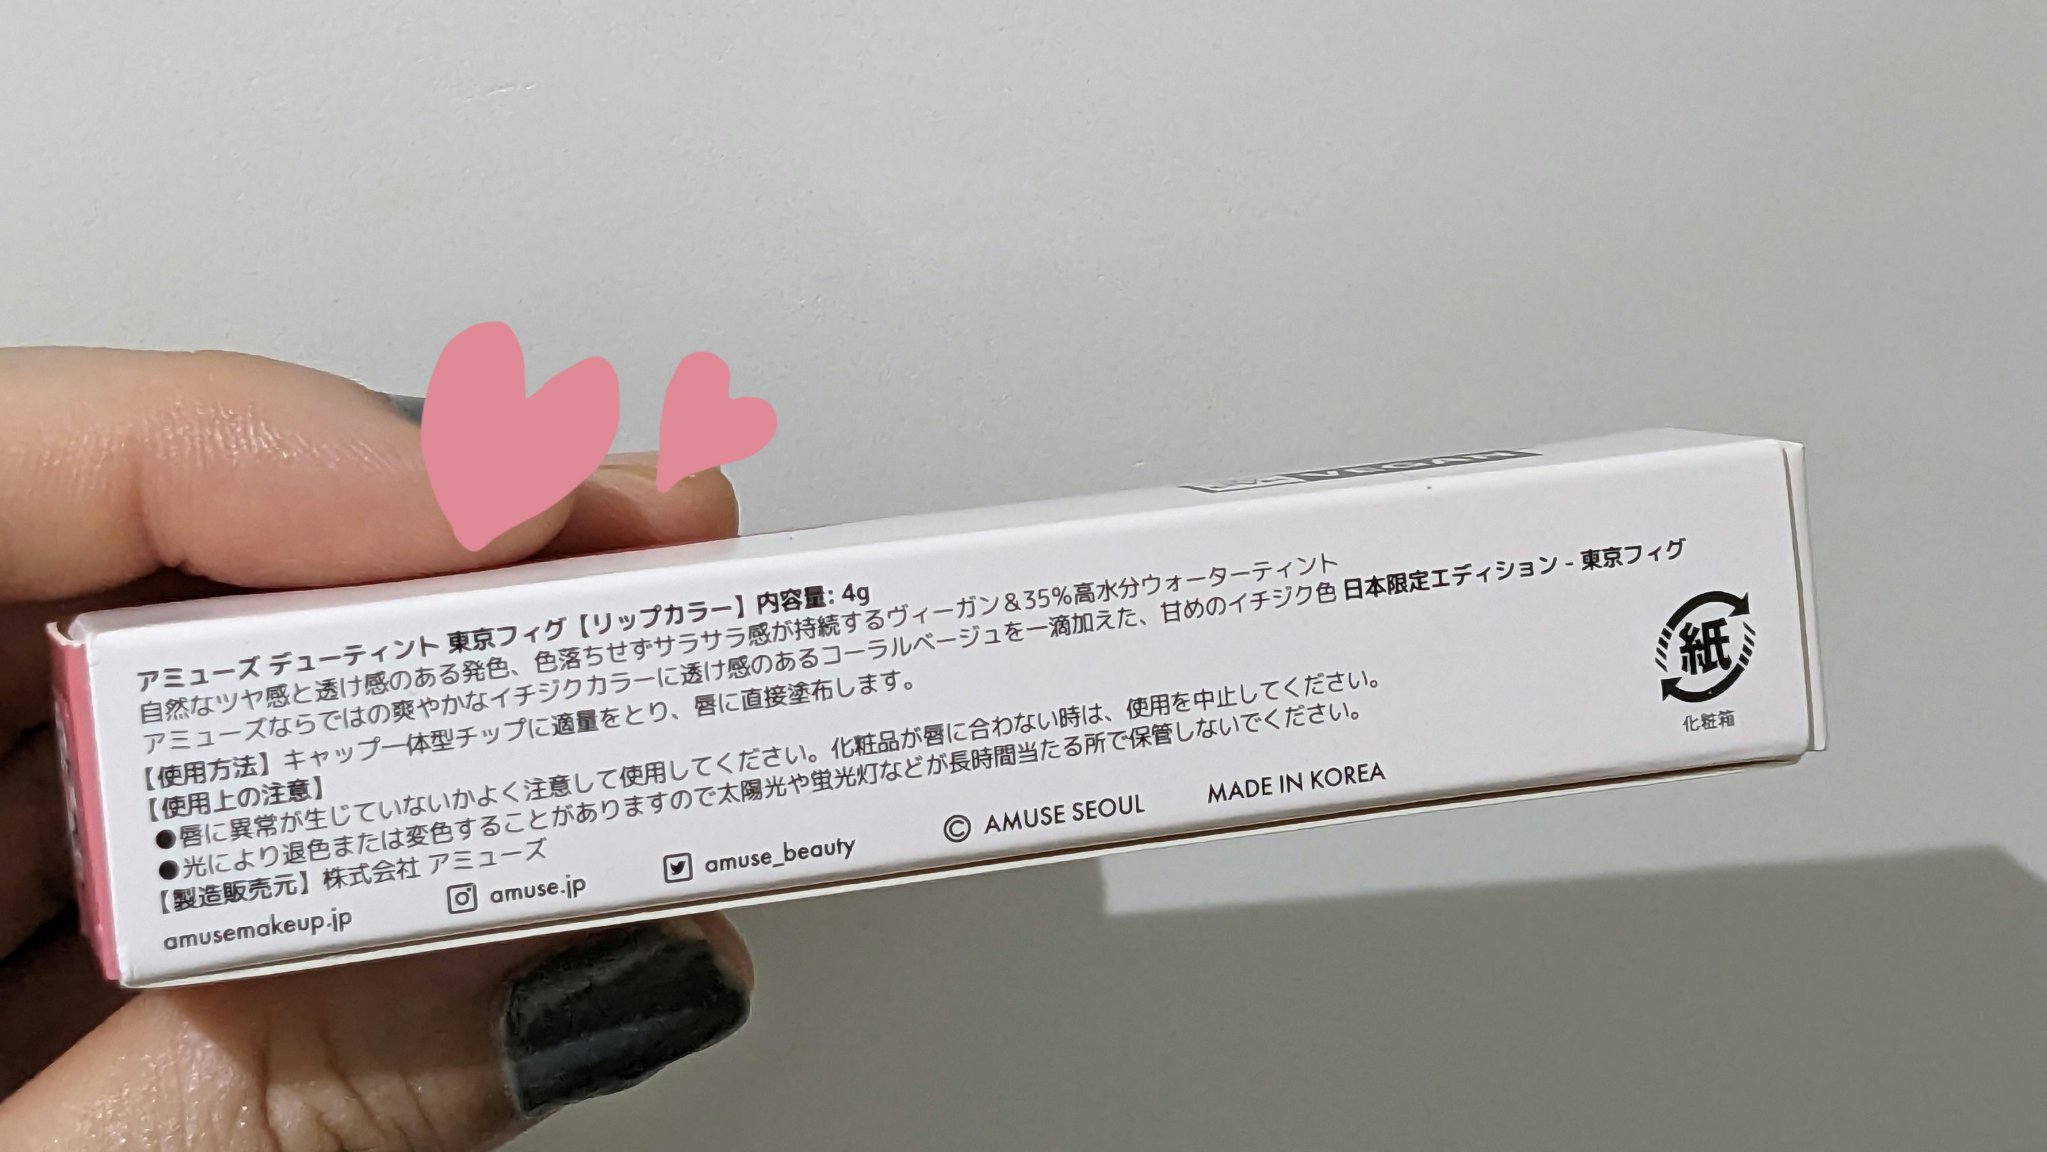 VEGAN
アミューズ デューティント 東京フィグ【リップカラー】内容量: 4g
自然なツヤ感と透け感のある発色、色落ちせずサラサラ感が持続するヴィーガン&35%高水分ウォーターティント
アミューズならではの爽やかなイチジクカラーに透け感のあるコーラルベージュを一滴加えた、甘めのイチジク色 日本限定エディション - 東京フィグ
【使用方法】キャップ一体型チップに適量をとり、唇に直接塗布します。
【使用上の注意】
●唇に異常が生じていないかよく注意して使用してください。化粧品が唇に合わない時は、使用を中止してください。
●光により退色または変色することがありますので太陽光や蛍光灯などが長時間当たる所で保管しないでください。
【製造販売元】株式会社 アミューズ
amusemakeup.jp amuse.jp amuse_beauty © AMUSE SEOUL MADE IN KOREA
紙
化粧箱